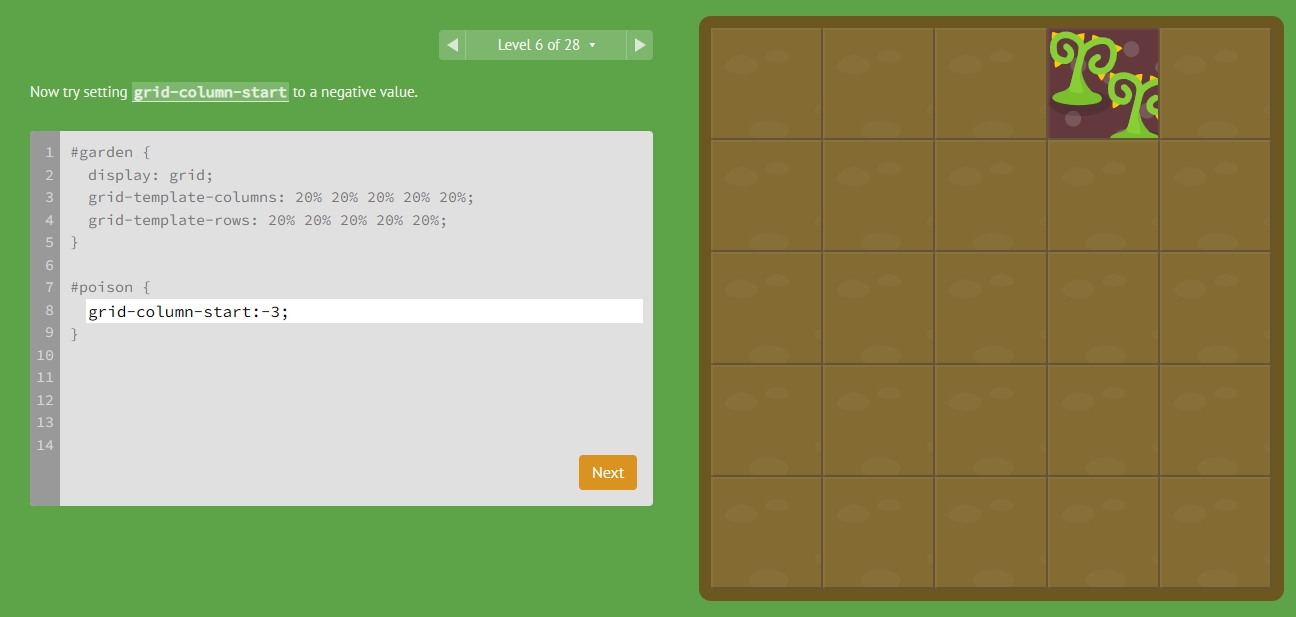 Level 6 of 28
Now try setting grid-column-start to a negative value.
1 #garden {
2 display: grid;
3 grid-template-columns: 20% 20% 20% 20% 20%;
4 grid-template-rows: 20% 20% 20% 20% 20%;
5 }
6
7 #poison {
8 grid-column-start:-3;
9 }
10
11
12
13
14
Next